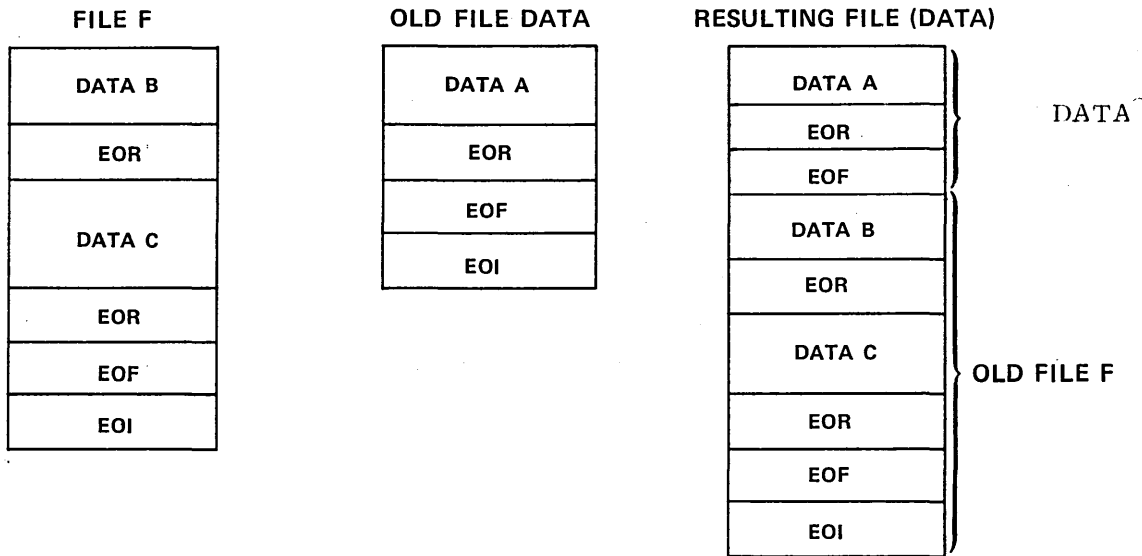 FILE F
DATA B
EOR
DATA C
EOR
EOF
EOI
OLD FILE DATA
DATA A
EOR
EOF
EOI
RESULTING FILE (DATA)
DATA A
EOR
EOF
DATA B
EOR
DATA C
EOR
EOF
EOI
DATA
OLD FILE F